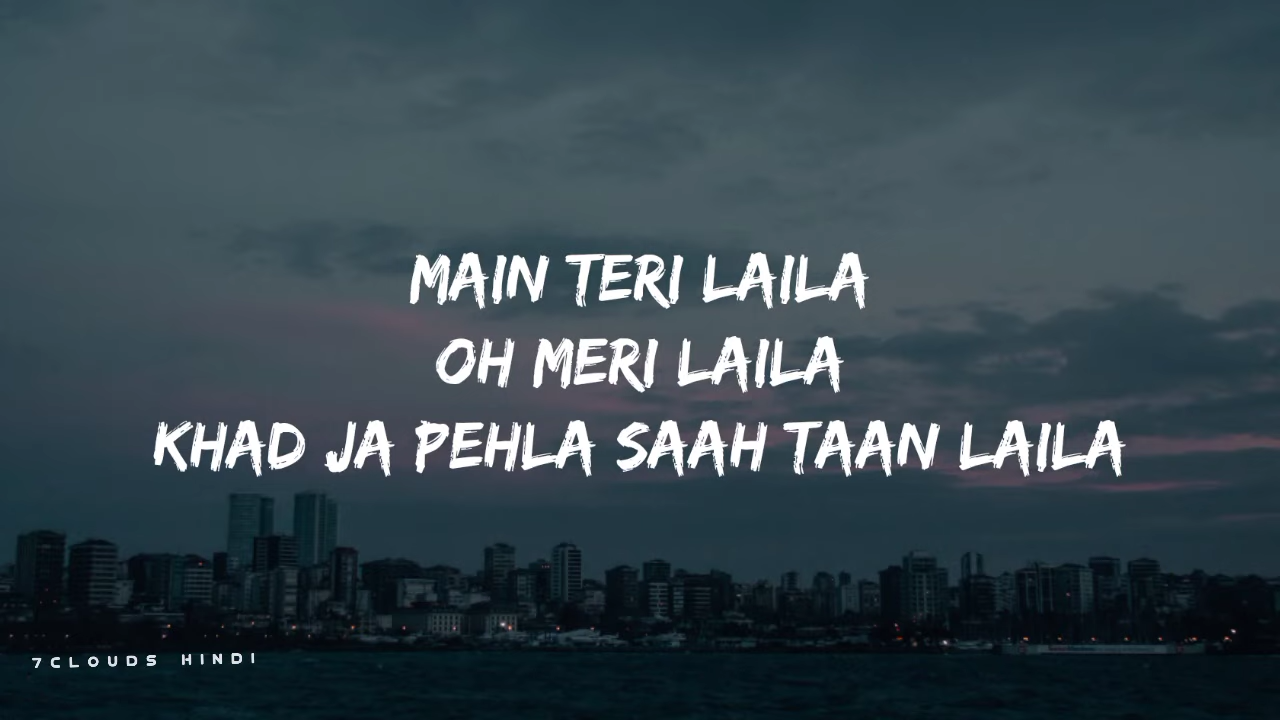 MAIN TERI LAILA
OH MERI LAILA
KHAD JA PEHLA SAAH TAAN LAILA
7CLOUDS HINDI